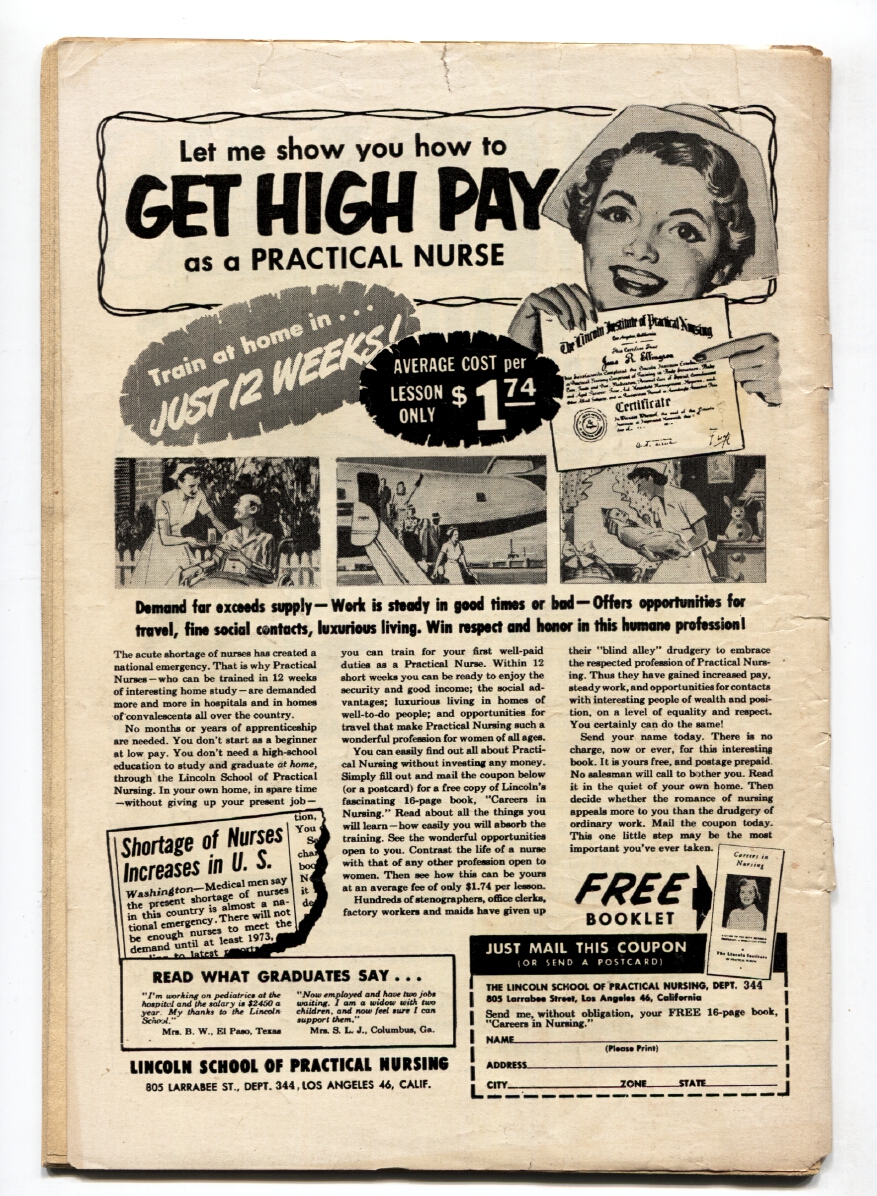 Let me show you how to
GET HIGH PAY
as a PRACTICAL NURSE
Train at home in . . .
JUST 12 WEEKS!
AVERAGE COST per
LESSON
ONLY
$1.74
The Lincoln Institute of Practical Nursing
Los Angeles, California
Certificate
Demand far exceeds supply—Work is steady in good times or bad—Offers opportunities for
travel, fine social contacts, luxurious living. Win respect and honor in this humane profession!
The acute shortage of nurses has created a
national emergency. That is why Practical
Nurses—who can be trained in 12 weeks
of interesting home study—are demanded
more and more in hospitals and in homes
of convalescents all over the country.
No months or years of apprenticeship
are needed. You don't start as a beginner
at low pay. You don't need a high-school
education to study and graduate at home,
through the Lincoln School of Practical
Nursing. In your own home, in spare time
—without giving up your present job—
you can train for your first well-paid
duties as a Practical Nurse. Within 12
short weeks you can be ready to enjoy the
security and good income; the social ad-
vantages; luxurious living in homes of
well-to-do people; and opportunities for
travel that make Practical Nursing such a
wonderful profession for women of all ages.
You can easily find out all about Practi-
cal Nursing without investing any money.
Simply fill out and mail the coupon below
(or a postcard) for a free copy of Lincoln's
fascinating 16-page book, "Careers in
Nursing." Read about all the things you
will learn—how easily you will absorb the
training. See the wonderful opportunities
open to you. Contrast the life of a nurse
with that of any other profession open to
women. Then see how this can be yours
at an average fee of only $1.74 per lesson.
Hundreds of stenographers, office clerks,
factory workers and maids have given up
their "blind alley" drudgery to embrace
the respected profession of Practical Nurs-
ing. Thus they have gained increased pay,
steady work, and opportunities for contacts
with interesting people of wealth and posi-
tion, on a level of equality and respect.
You certainly can do the same!
Send your name today. There is no
charge, now or ever, for this interesting
book. It is yours free, and postage prepaid.
No salesman will call to bother you. Read
it in the quiet of your own home. Then
decide whether the romance of nursing
appeals more to you than the drudgery of
ordinary work. Mail the coupon today.
This one little step may be the most
important you've ever taken.
Shortage of Nurses
Increases in U. S.
Washington—Medical men say
the present shortage of nurses
in this country is almost a na-
tional emergency. There will not
be enough nurses to meet the
demand until at least 1973,
to latest
tion,
You
So
char
boo
N
it
de
FREE
BOOKLET
Careers in
Nursing
The Lincoln Institute
READ WHAT GRADUATES SAY . . .
"I'm working on pediatrics at the
hospital and the salary is $2450 a
year. My thanks to the Lincoln
School."
Mrs. B. W., El Paso, Texas
"Now employed and have two jobs
waiting. I am a widow with two
children, and now feel sure I can
support them."
Mrs. S. L. J., Columbus, Ga.
LINCOLN SCHOOL OF PRACTICAL NURSING
805 LARRABEE ST., DEPT. 344, LOS ANGELES 46, CALIF.
JUST MAIL THIS COUPON
(OR SEND A POSTCARD)
THE LINCOLN SCHOOL OF PRACTICAL NURSING, DEPT. 344
805 Larrabee Street, Los Angeles 46, California
Send me, without obligation, your FREE 16-page book,
"Careers in Nursing."
NAME
(Please Print)
ADDRESS
CITY ZONE STATE